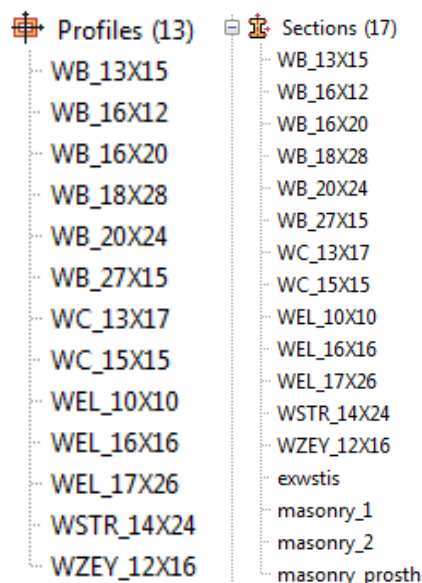 Profiles (13)
WB_13X15
WB_16X12
WB_16X20
WB_18X28
WB_20X24
WB_27X15
WC_13X17
WC_15X15
WEL_10X10
WEL_16X16
WEL_17X26
WSTR_14X24
WZEY_12X16
Sections (17)
WB_13X15
WB_16X12
WB_16X20
WB_18X28
WB_20X24
WB_27X15
WC_13X17
WC_15X15
WEL_10X10
WEL_16X16
WEL_17X26
WSTR_14X24
WZEY_12X16
exwstis
masonry_1
masonry_2
masonry_prosth